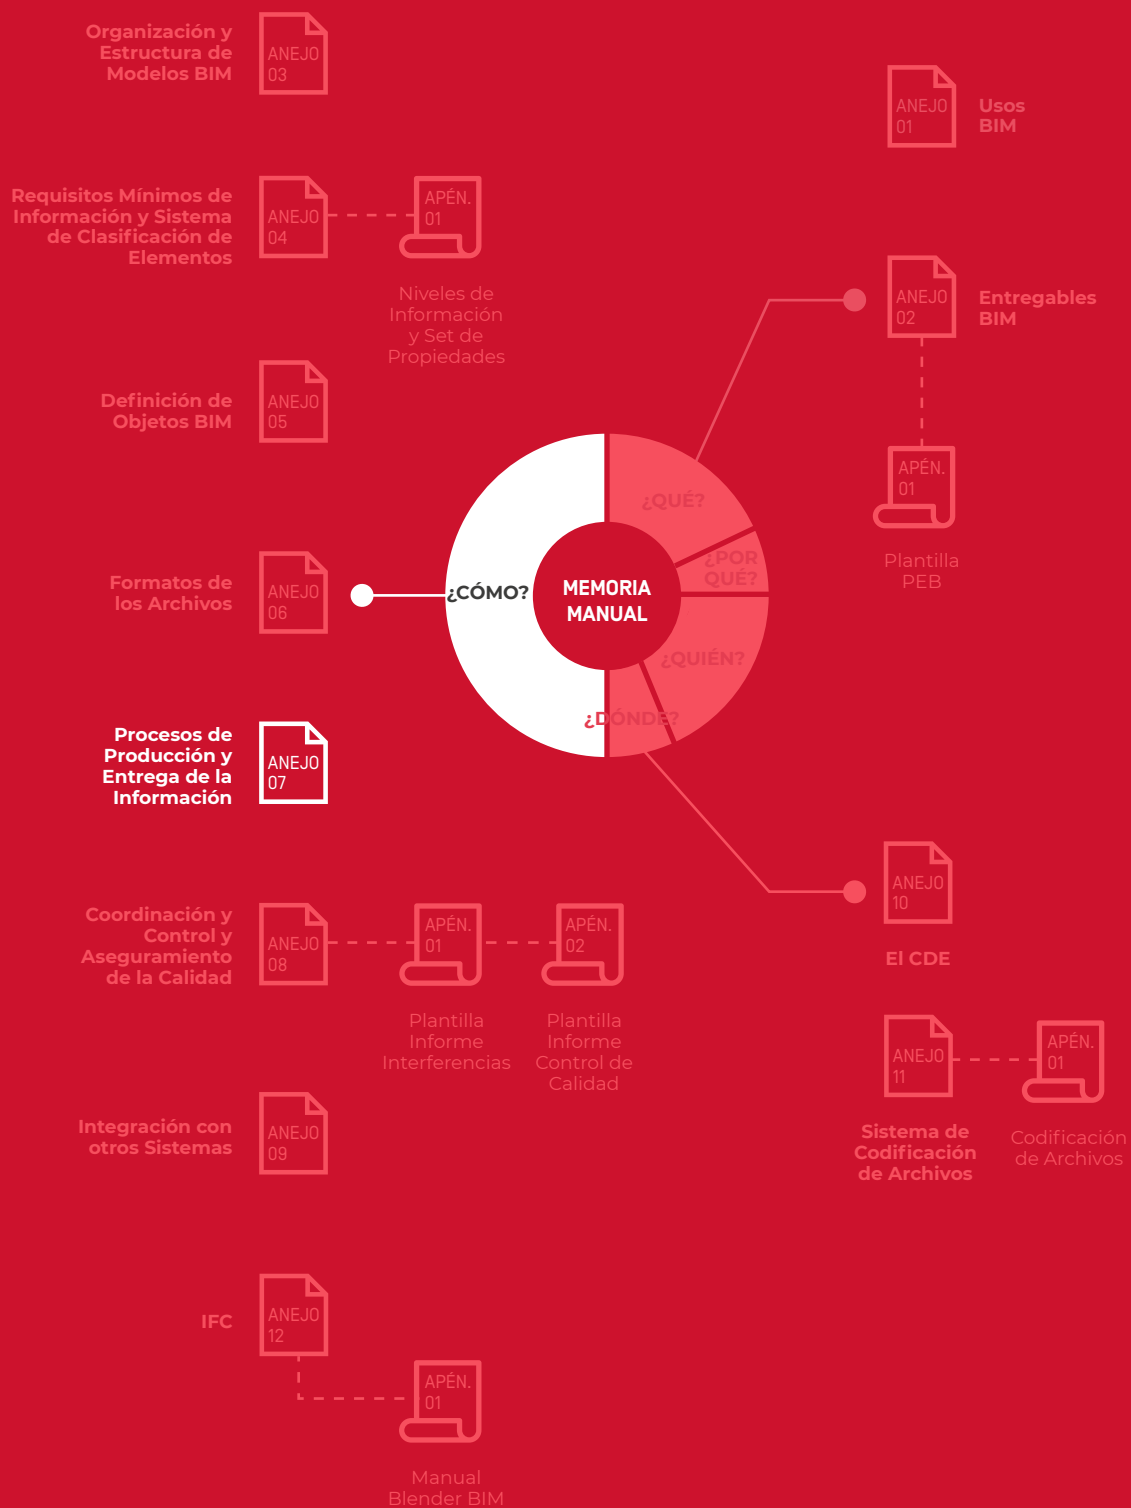 Organización y
Estructura de
Modelos BIM
ANEJO
03
ANEJO
01
Usos
BIM
Requisitos Mínimos de
Información y Sistema
de Clasificación de
Elementos
ANEJO
04
APÉN.
01
Niveles de
Información
y Set de
Propiedades
ANEJO
02
Entregables
BIM
APÉN.
01
Plantilla
PEB
Definición de
Objetos BIM
ANEJO
05
Formatos de
los Archivos
ANEJO
06
¿CÓMO?
MEMORIA
MANUAL
¿QUÉ?
¿POR
QUÉ?
¿QUIÉN?
¿DÓNDE?
Procesos de
Producción y
Entrega de la
Información
ANEJO
07
Coordinación y
Control y
Aseguramiento
de la Calidad
ANEJO
08
APÉN.
01
Plantilla
Informe
Interferencias
APÉN.
02
Plantilla
Informe
Control de
Calidad
ANEJO
10
El CDE
ANEJO
11
Sistema de
Codificación
de Archivos
APÉN.
01
Codificación
de Archivos
Integración con
otros Sistemas
ANEJO
09
IFC
ANEJO
12
APÉN.
01
Manual
Blender BIM